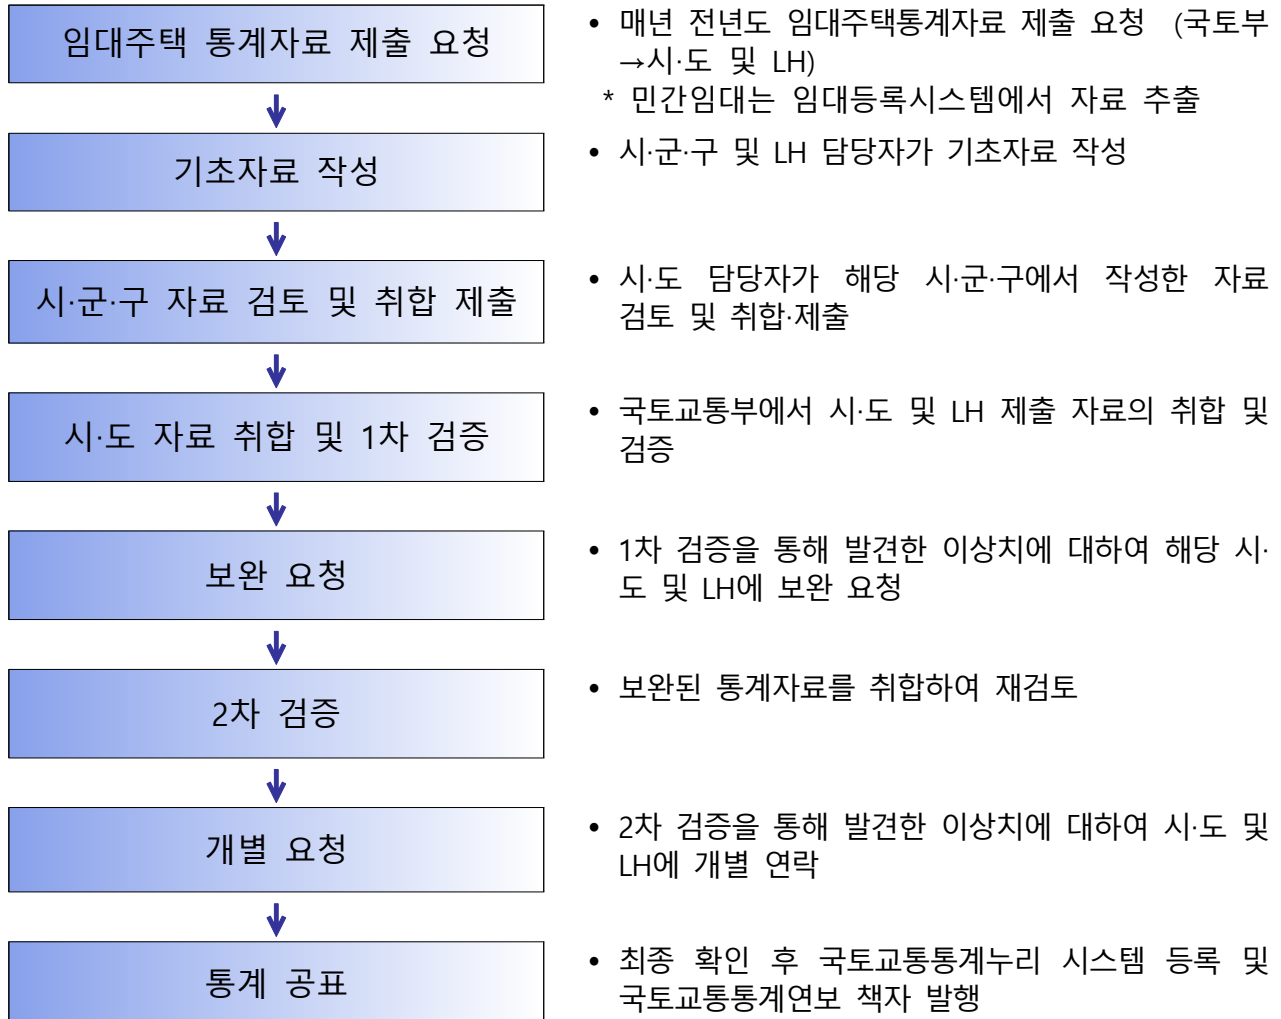 임대주택 통계자료 제출 요청
• 매년 전년도 임대주택통계자료 제출 요청 (국토부
→시·도 및 LH)
* 민간임대는 임대등록시스템에서 자료 추출
기초자료 작성
• 시·군·구 및 LH 담당자가 기초자료 작성
시·군·구 자료 검토 및 취합 제출
• 시·도 담당자가 해당 시·군·구에서 작성한 자료
검토 및 취합·제출
시·도 자료 취합 및 1차 검증
• 국토교통부에서 시·도 및 LH 제출 자료의 취합 및
검증
보완 요청
• 1차 검증을 통해 발견한 이상치에 대하여 해당 시·
도 및 LH에 보완 요청
2차 검증
• 보완된 통계자료를 취합하여 재검토
개별 요청
• 2차 검증을 통해 발견한 이상치에 대하여 시·도 및
LH에 개별 연락
통계 공표
• 최종 확인 후 국토교통통계누리 시스템 등록 및
국토교통통계연보 책자 발행